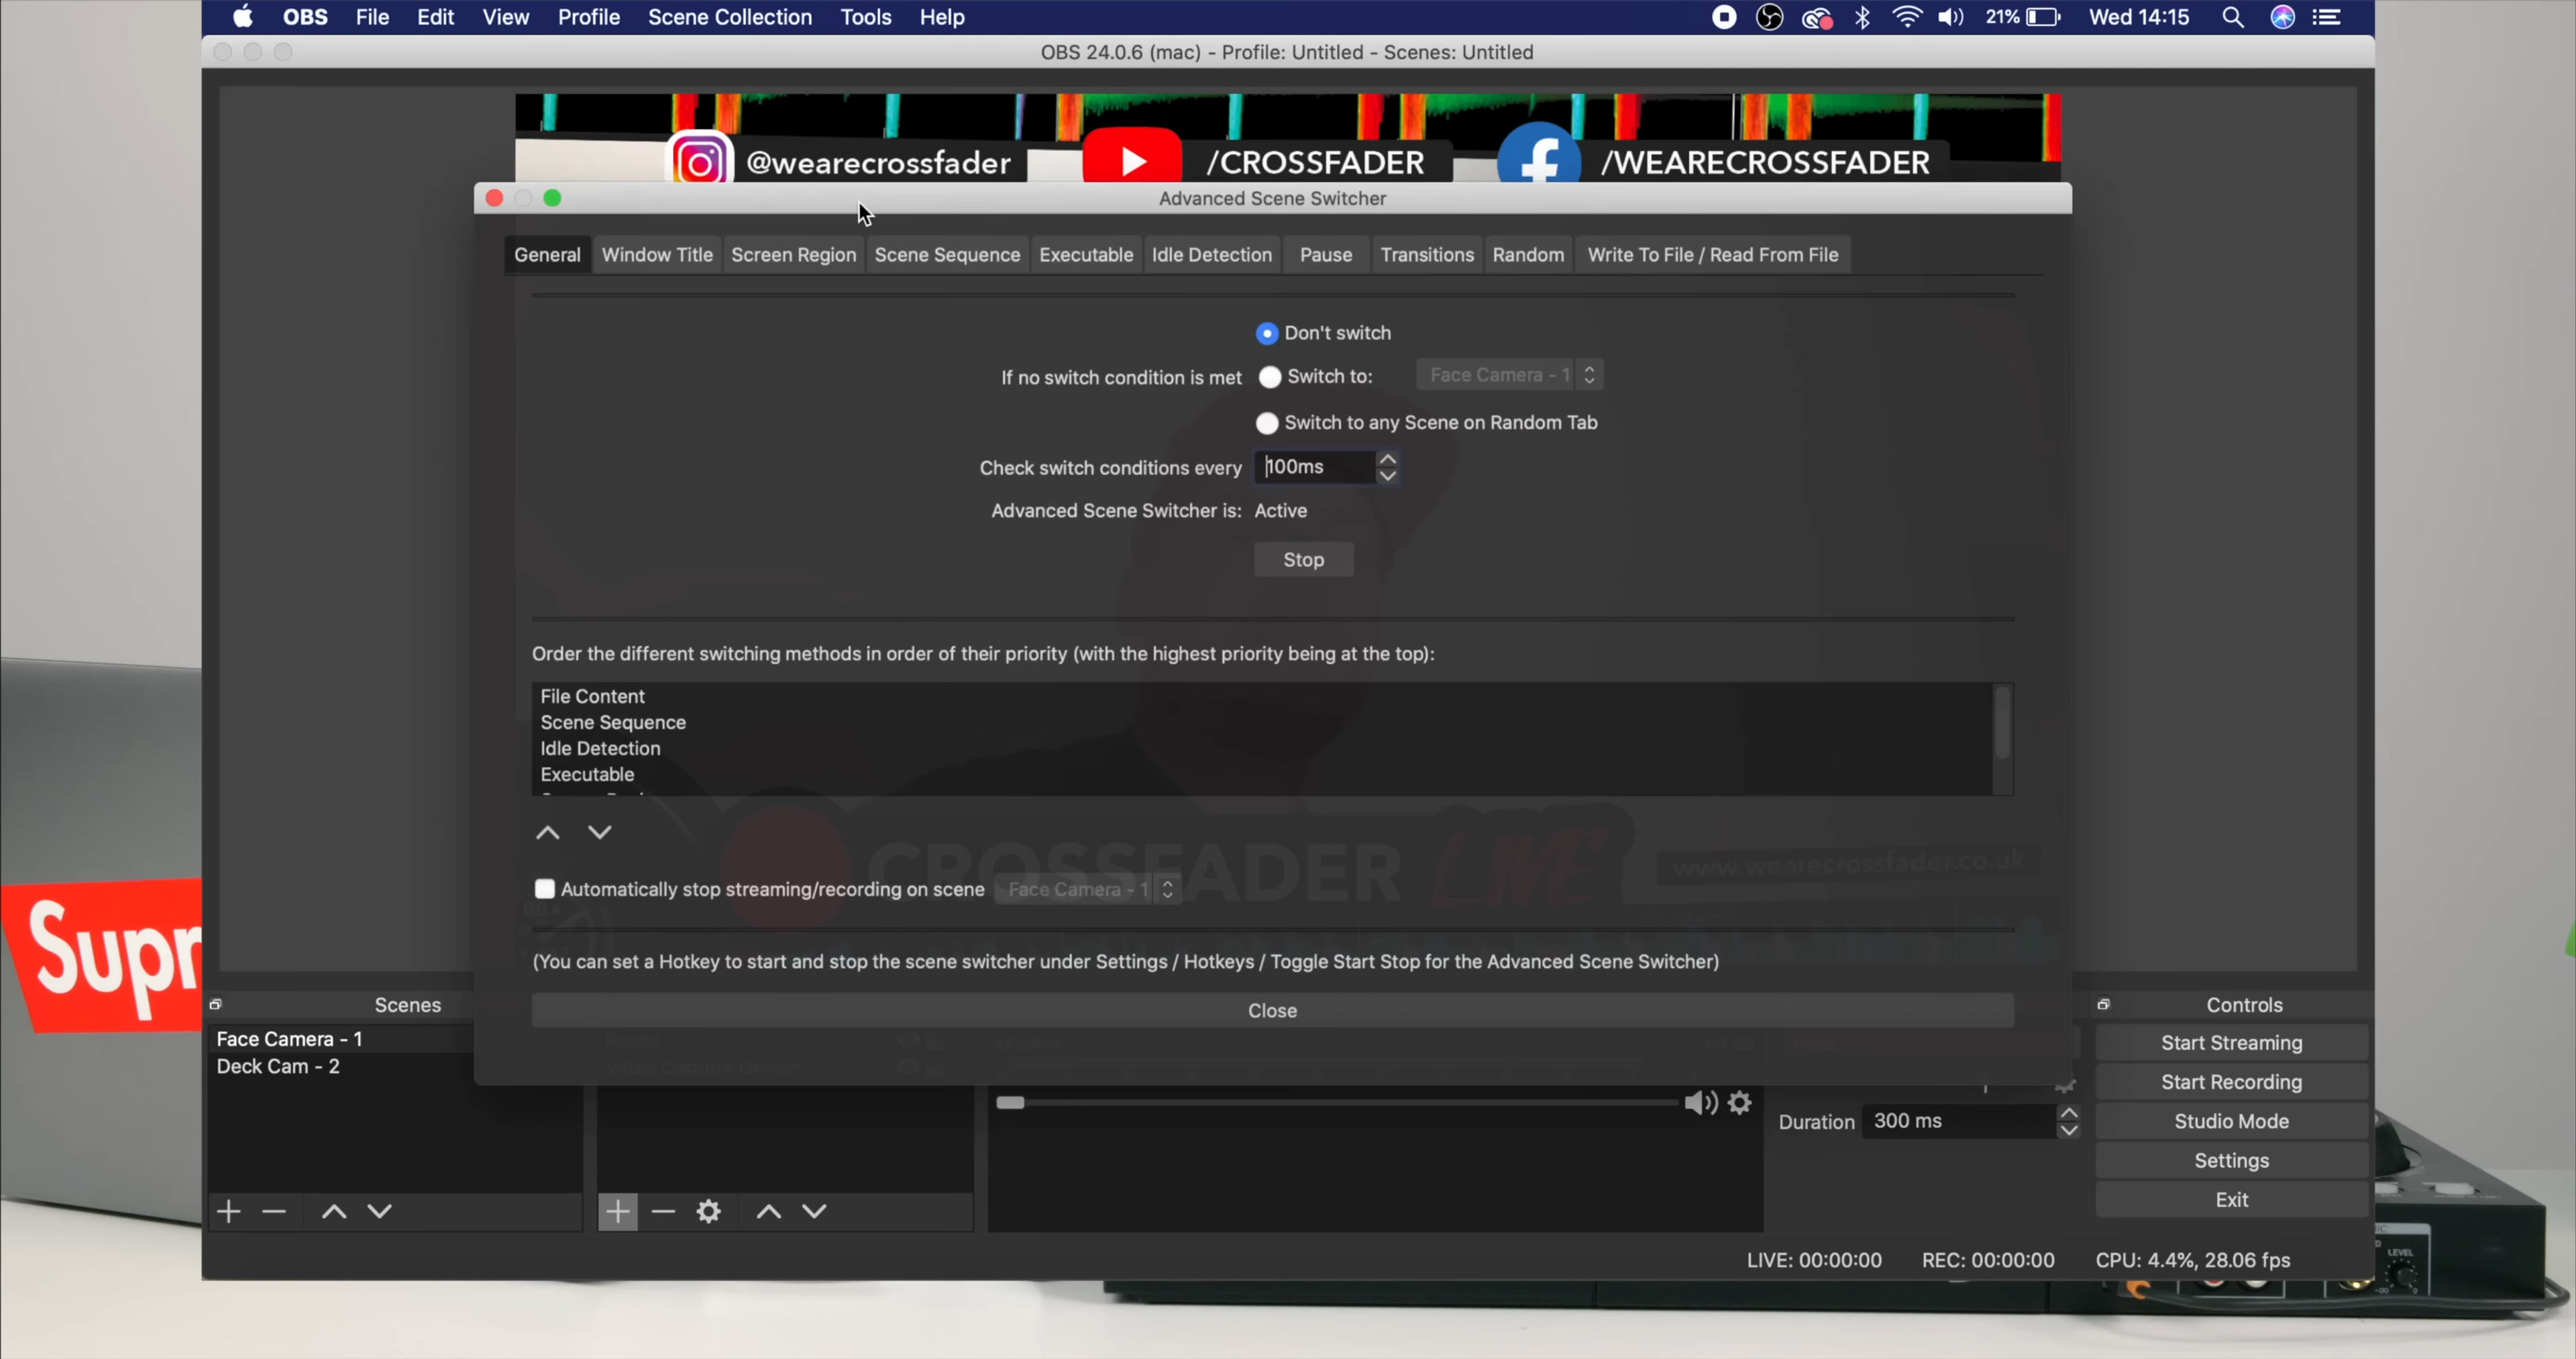 OBS File Edit View Profile Scene Collection Tools Help 21% Wed 14:15
OBS 24.0.6 (mac) - Profile: Untitled - Scenes: Untitled
@wearecrossfader /CROSSFADER /WEARECROSSFADER
Advanced Scene Switcher
General Window Title Screen Region Scene Sequence Executable Idle Detection Pause Transitions Random Write To File / Read From File
Don't switch
If no switch condition is met Switch to: Face Camera - 1
Switch to any Scene on Random Tab
Check switch conditions every 100ms
Advanced Scene Switcher is: Active
Stop
Order the different switching methods in order of their priority (with the highest priority being at the top):
File Content
Scene Sequence
Idle Detection
Executable
CROSSFADER LIVE www.wearecrossfader.co.uk
Automatically stop streaming/recording on scene Face Camera - 1
(You can set a Hotkey to start and stop the scene switcher under Settings / Hotkeys / Toggle Start Stop for the Advanced Scene Switcher)
Close
Supr
Scenes
Face Camera - 1
Deck Cam - 2
Controls
Start Streaming
Start Recording
Studio Mode
Settings
Exit
Duration 300 ms
LIVE: 00:00:00 REC: 00:00:00 CPU: 4.4%, 28.06 fps
LEVEL